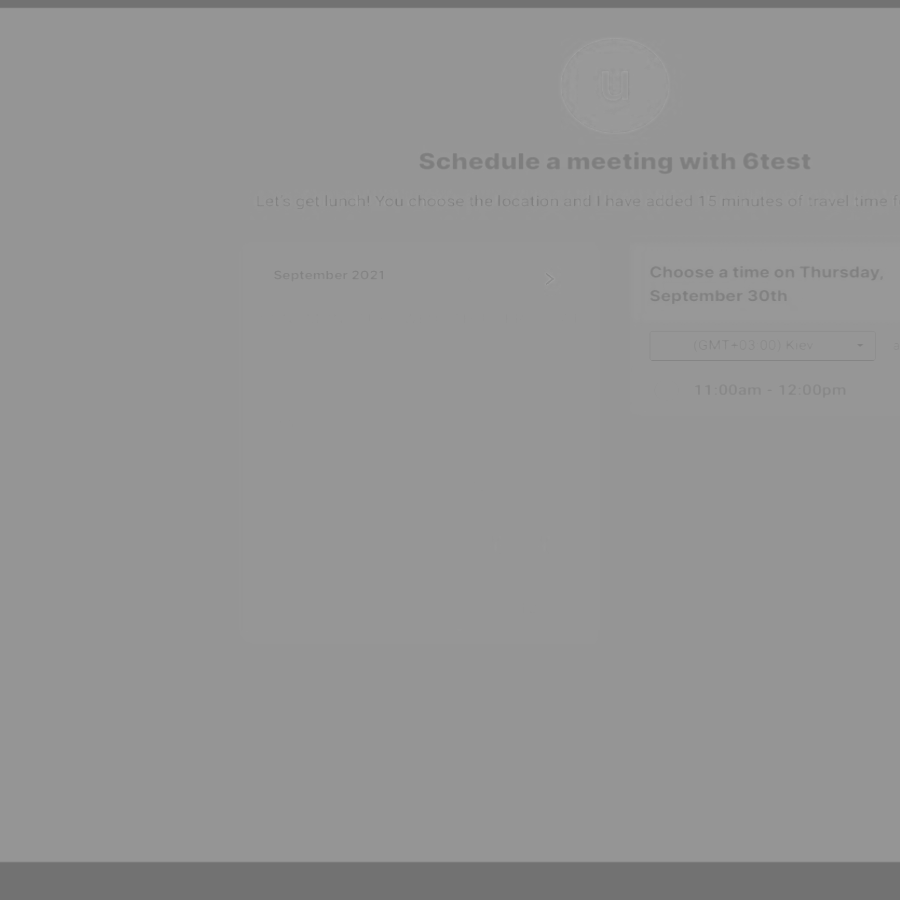 U
Schedule a meeting with 6test
Let's get lunch! You choose the location and I have added 15 minutes of travel time
September 2021
Choose a time on Thursday,
September 30th
(GMT+03:00) Kiev
11:00am - 12:00pm